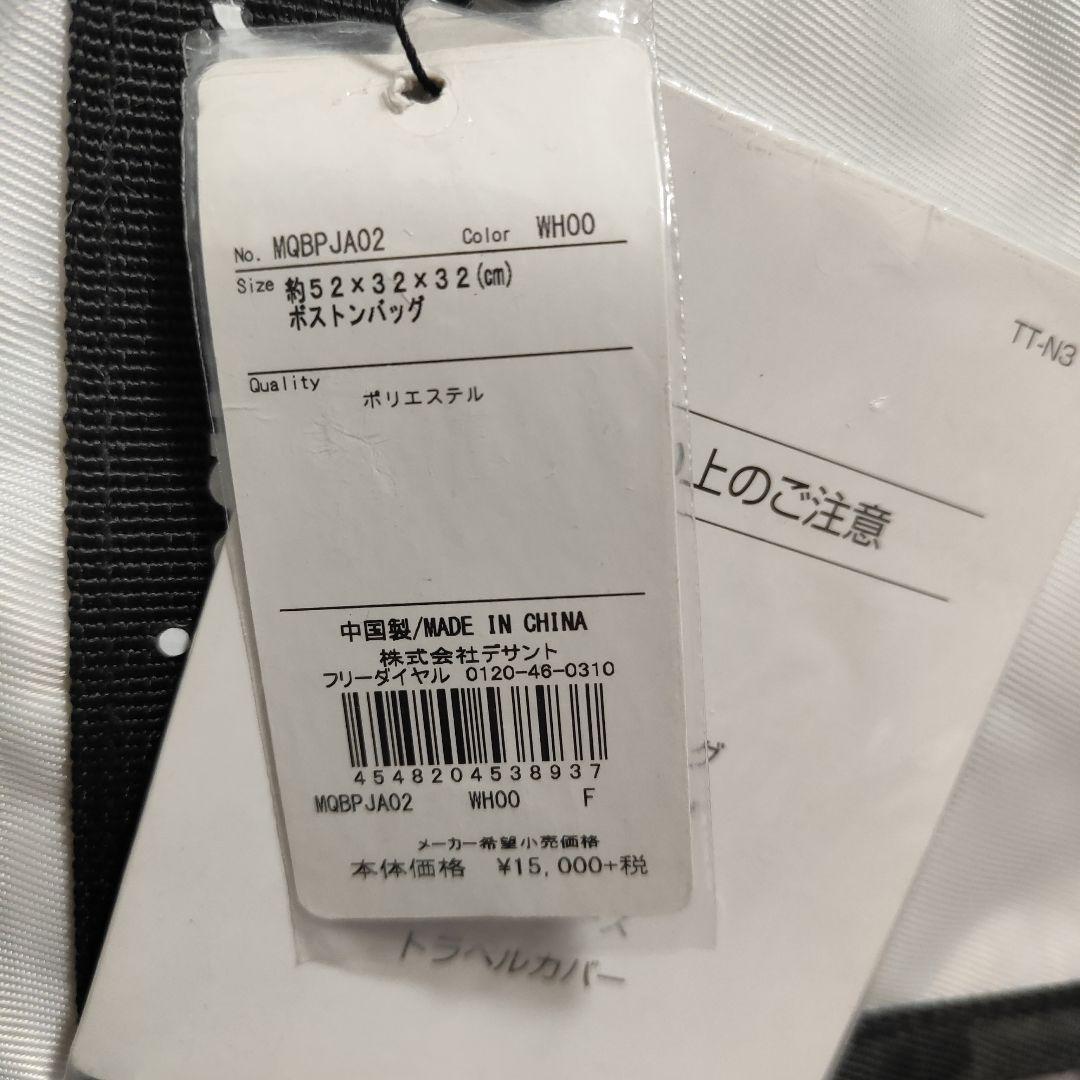 No. MQBPJA02 Color WH00
Size 約52×32×32(cm)
ボストンバッグ
Quality
ポリエステル
中国製/MADE IN CHINA
株式会社デサント
フリーダイヤル 0120-46-0310
4548204538937
MQBPJA02 WH00 F
メーカー希望小売価格
本体価格 ¥15,000+税
TT-N3
上のご注意
グ
ス
トラベルカバー